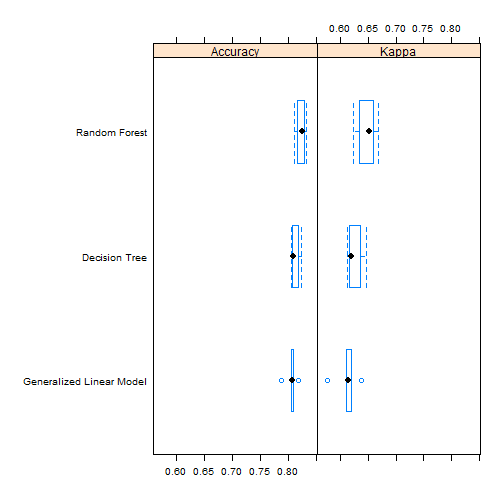 0.60 0.65 0.70 0.75 0.80
Accuracy Kappa
Random Forest
Decision Tree
Generalized Linear Model
0.60 0.65 0.70 0.75 0.80